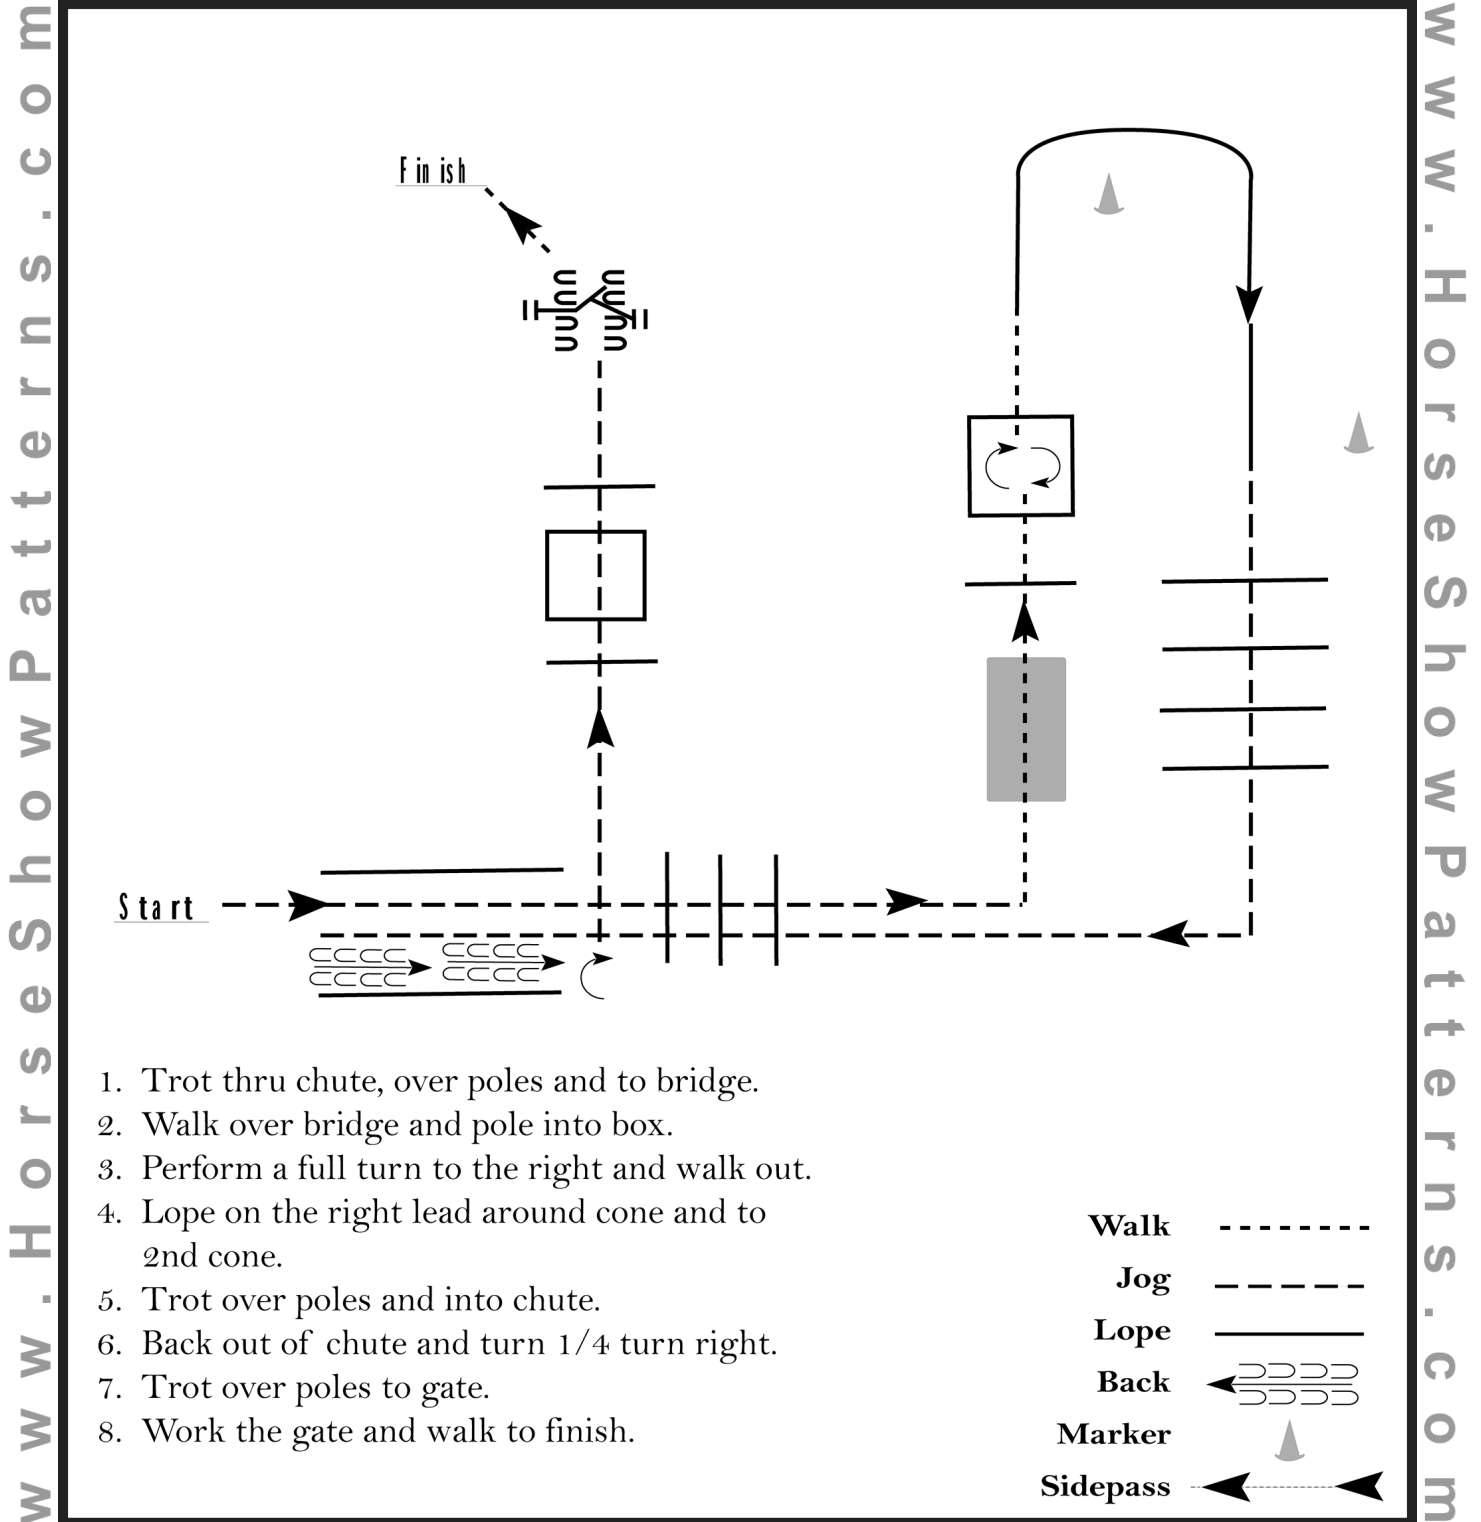 www.HorseShowPatterns.com
www.HorseShowPatterns.com
Finish
Start
1. Trot thru chute, over poles and to bridge.
2. Walk over bridge and pole into box.
3. Perform a full turn to the right and walk out.
4. Lope on the right lead around cone and to
2nd cone.
5. Trot over poles and into chute.
6. Back out of chute and turn 1/4 turn right.
7. Trot over poles to gate.
8. Work the gate and walk to finish.
Walk
Jog
Lope
Back
Marker
Sidepass